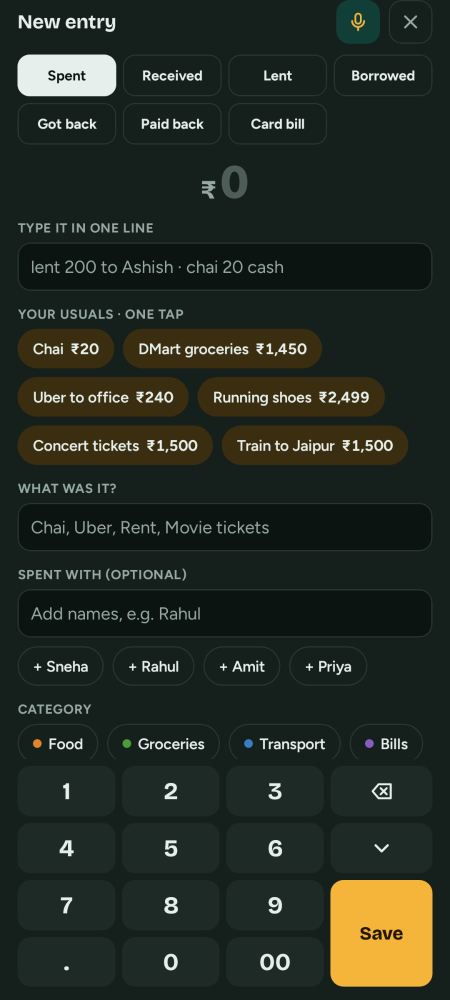 New entry
Spent Received Lent Borrowed
Got back Paid back Card bill
₹0
TYPE IT IN ONE LINE
lent 200 to Ashish · chai 20 cash
YOUR USUALS · ONE TAP
Chai ₹20 DMart groceries ₹1,450
Uber to office ₹240 Running shoes ₹2,499
Concert tickets ₹1,500 Train to Jaipur ₹1,500
WHAT WAS IT?
Chai, Uber, Rent, Movie tickets
SPENT WITH (OPTIONAL)
Add names, e.g. Rahul
+ Sneha + Rahul + Amit + Priya
CATEGORY
Food Groceries Transport Bills
1 2 3
4 5 6
7 8 9
Save
. 0 00